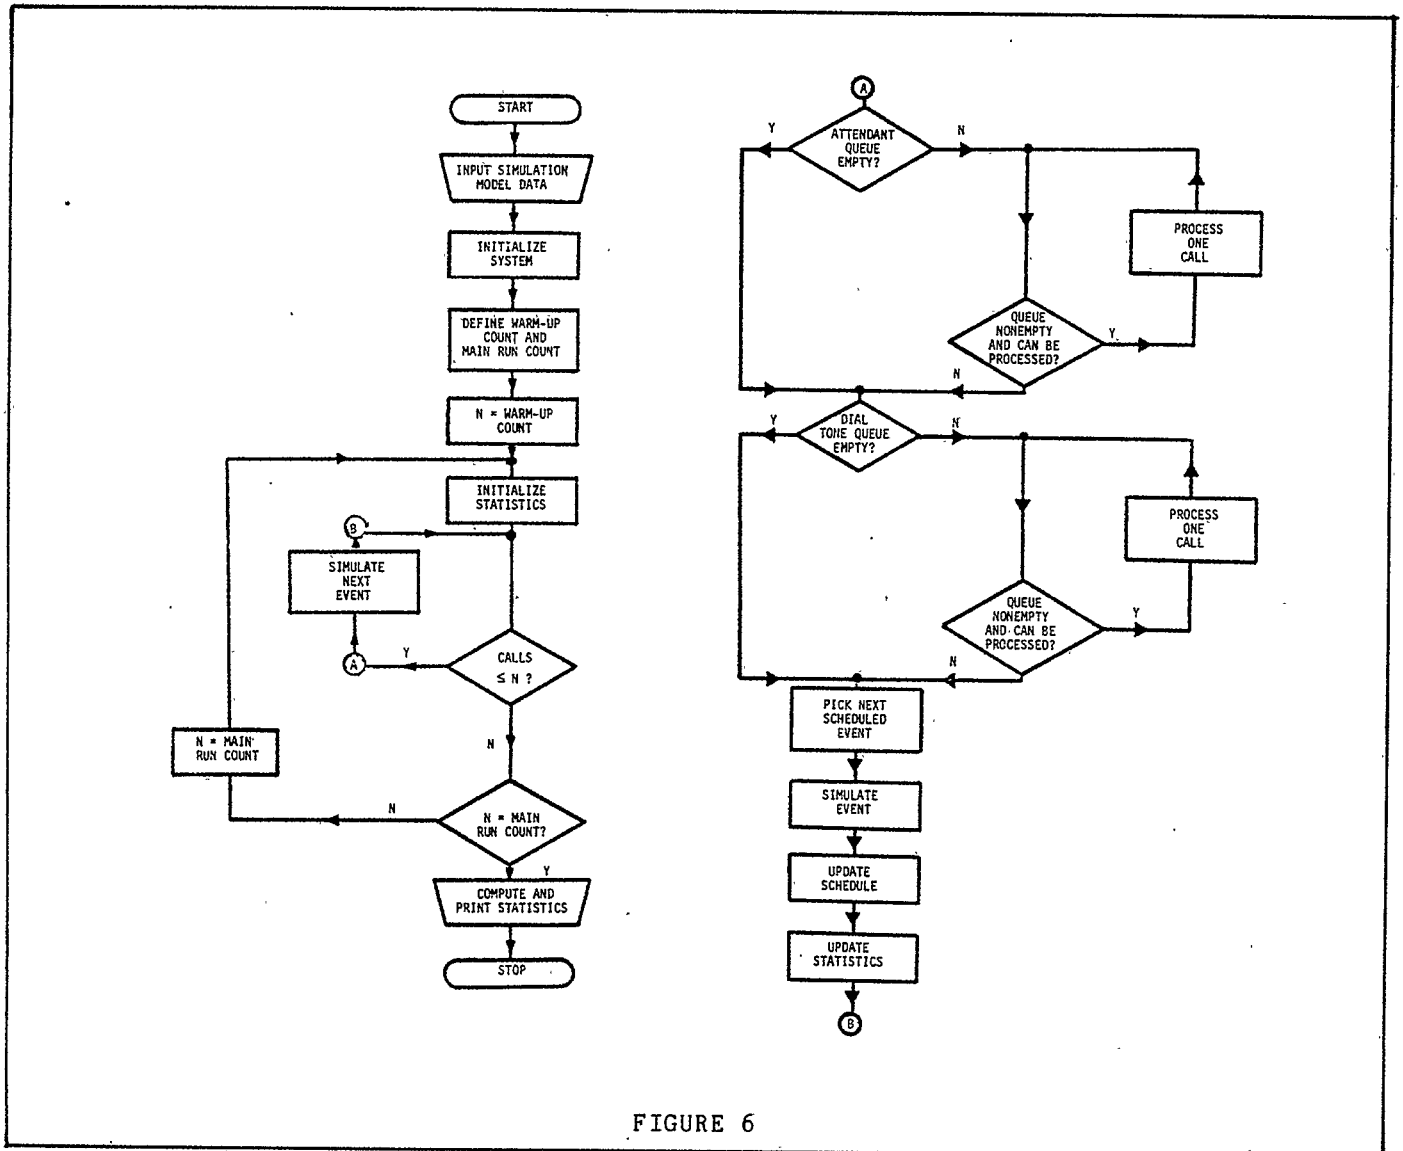 START
INPUT SIMULATION
MODEL DATA
INITIALIZE
SYSTEM
DEFINE WARM-UP
COUNT AND
MAIN RUN COUNT
N = WARM-UP
COUNT
INITIALIZE
STATISTICS
B
SIMULATE
NEXT
EVENT
A
Y
CALLS
≤ N ?
N
N = MAIN
RUN COUNT
N
N = MAIN
RUN COUNT?
Y
COMPUTE AND
PRINT STATISTICS
STOP
A
Y
ATTENDANT
QUEUE
EMPTY?
N
PROCESS
ONE
CALL
QUEUE
NONEMPTY
AND CAN BE
PROCESSED?
Y
N
Y
DIAL
TONE QUEUE
EMPTY?
N
PROCESS
ONE
CALL
QUEUE
NONEMPTY
AND CAN BE
PROCESSED?
Y
N
PICK NEXT
SCHEDULED
EVENT
SIMULATE
EVENT
UPDATE
SCHEDULE
UPDATE
STATISTICS
B
FIGURE 6